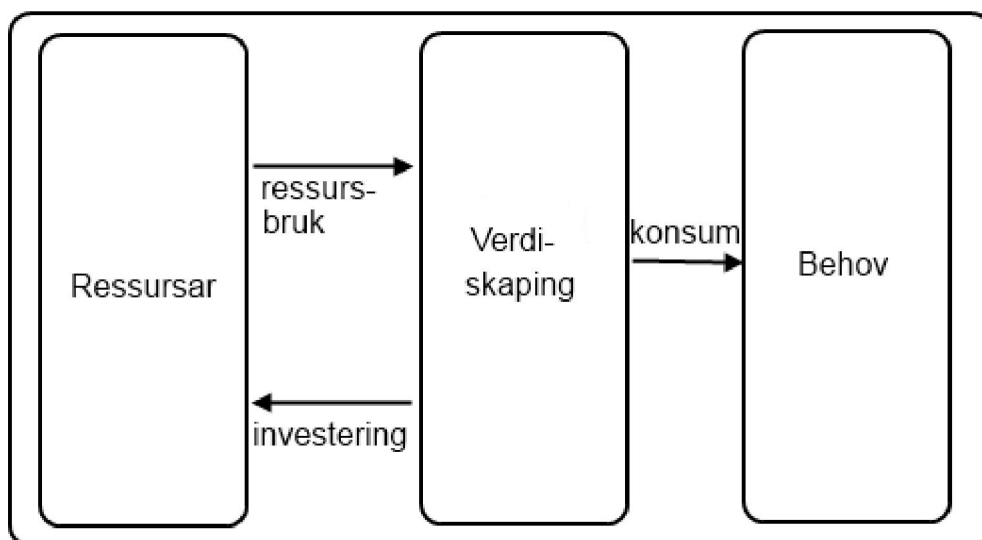 Ressursar
ressurs-
bruk
investering
Verdi-
skaping
konsum
Behov